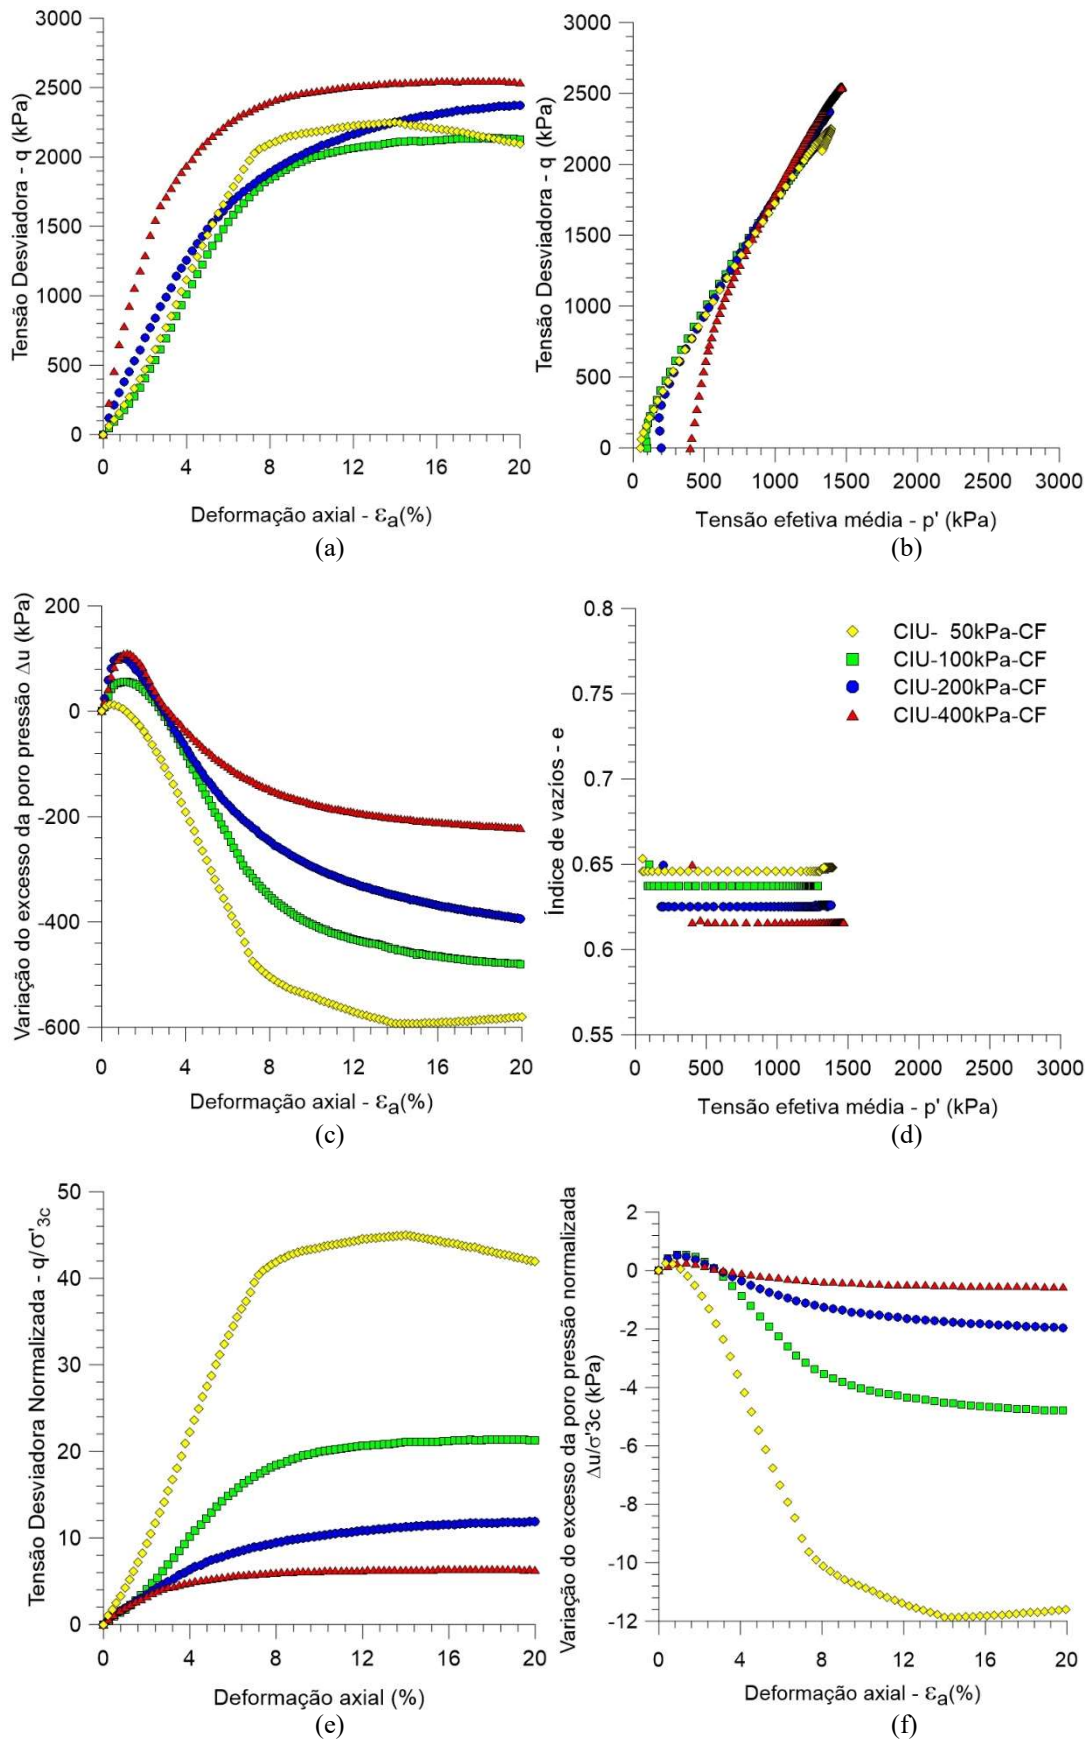 3000
2500
2000
1500
1000
500
0
Tensão Desviadora - q (kPa)
0 4 8 12 16 20
Deformação axial - εa(%)
(a)
3000
2500
2000
1500
1000
500
0
Tensão Desviadora - q (kPa)
0 500 1000 1500 2000 2500 3000
Tensão efetiva média - p' (kPa)
(b)
200
0
-200
-400
-600
Variação do excesso da poro pressão Δu (kPa)
0 4 8 12 16 20
Deformação axial - εa(%)
(c)
0.8
0.75
0.7
0.65
0.6
0.55
Índice de vazíos - e
CIU- 50kPa-CF
CIU-100kPa-CF
CIU-200kPa-CF
CIU-400kPa-CF
0 500 1000 1500 2000 2500 3000
Tensão efetiva média - p' (kPa)
(d)
50
40
30
20
10
0
Tensão Desviadora Normalizada - q/σ'3c
0 4 8 12 16 20
Deformação axial (%)
(e)
2
0
-2
-4
-6
-8
-10
-12
Variação do excesso da poro pressão normalizada
Δu/σ'3c (kPa)
0 4 8 12 16 20
Deformação axial - εa(%)
(f)